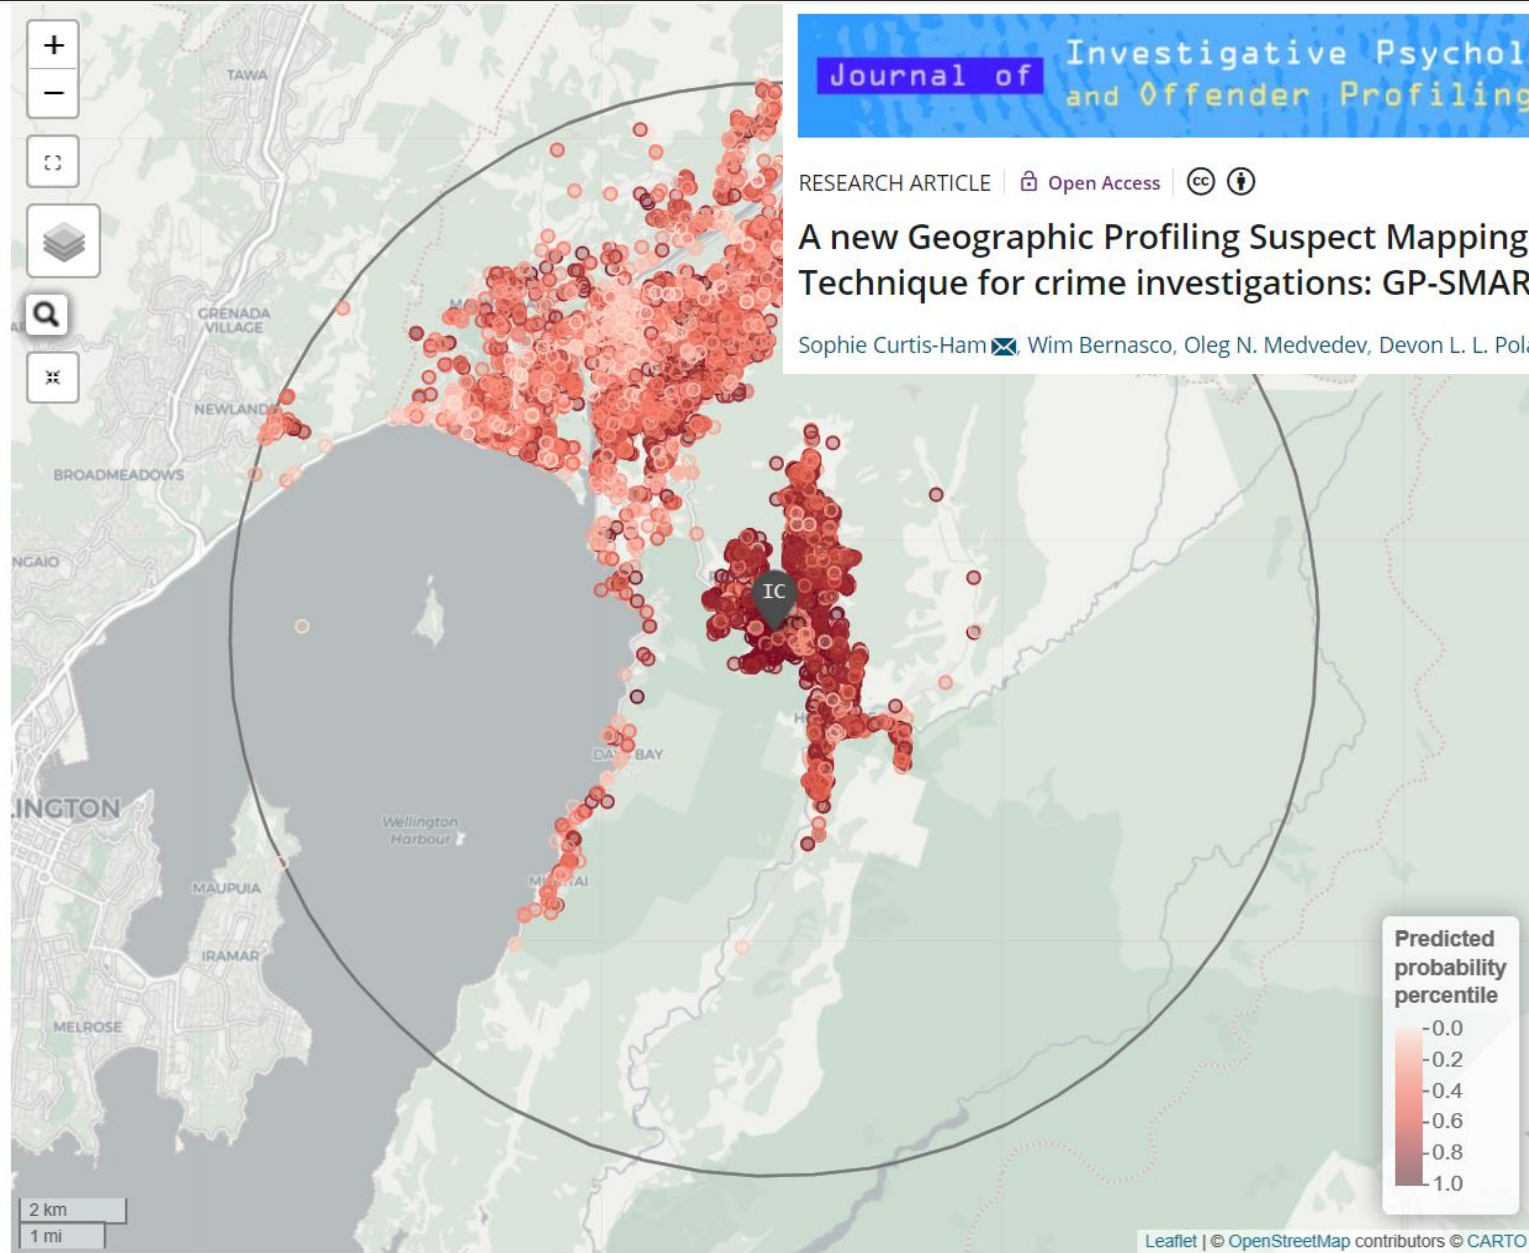 +
−
TAWA
GRENADA
VILLAGE
NEWLANDS
BROADMEADOWS
NGAIO
INGTON
Wellington
Harbour
DAYS BAY
MAUPUIA
IRAMAR
MELROSE
IC
2 km
1 mi
Journal of
Investigative Psychol
and Offender Profiling
RESEARCH ARTICLE
Open Access
cc
A new Geographic Profiling Suspect Mapping
Technique for crime investigations: GP-SMAR
Sophie Curtis-Ham, Wim Bernasco, Oleg N. Medvedev, Devon L. L. Pola
Predicted
probability
percentile
0.0
0.2
0.4
0.6
0.8
1.0
Leaflet | © OpenStreetMap contributors © CARTO